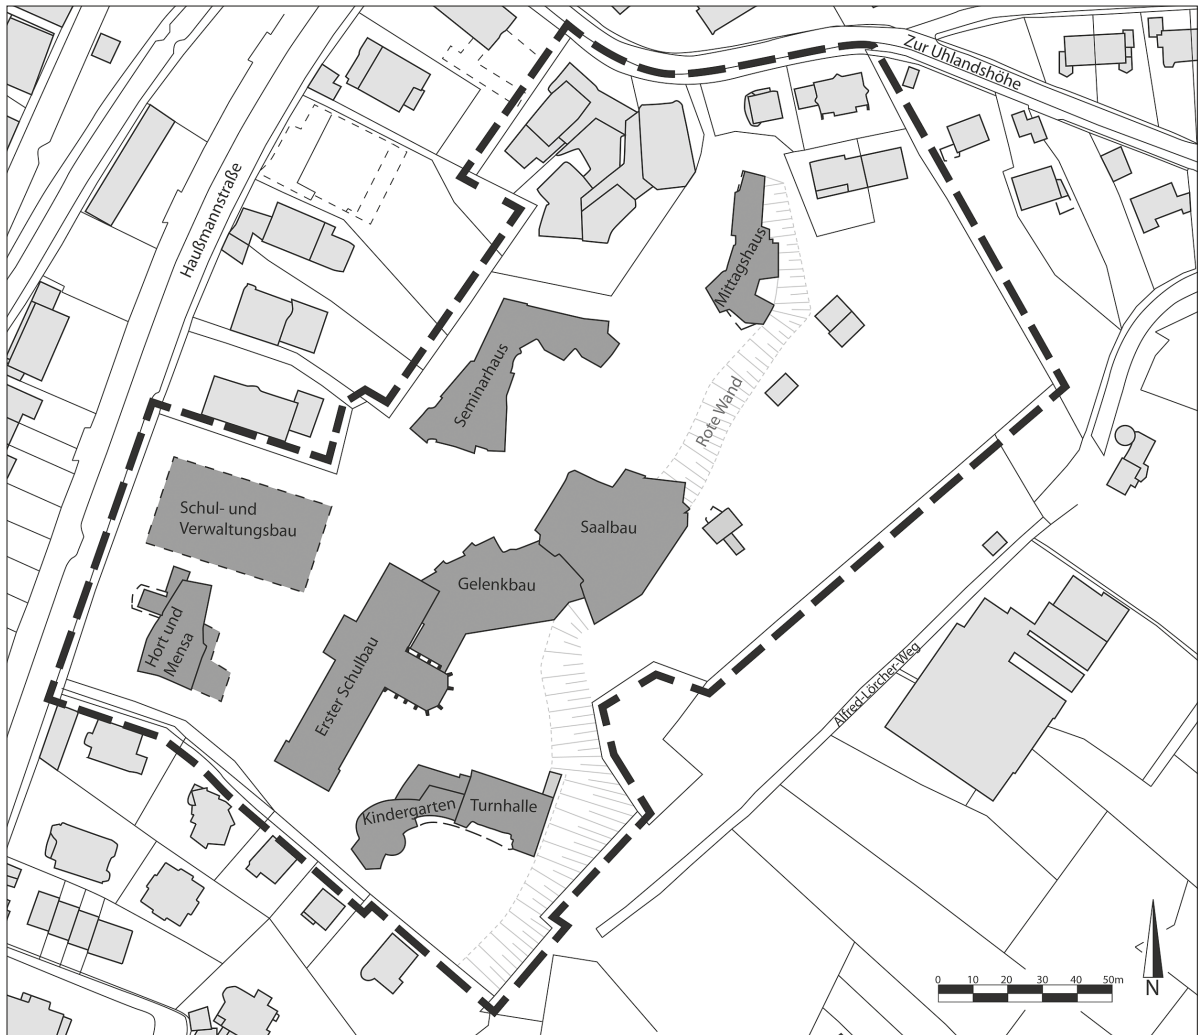 Zur Uhlandshöhe
Haußmannstraße
Mittagshaus
Seminarhaus
Rote Wand
Schul- und
Verwaltungsbau
Saalbau
Gelenkbau
Hort und
Mensa
Erster Schulbau
Alfred-Lörcher-Weg
Kindergarten
Turnhalle
0 10 20 30 40 50m
N